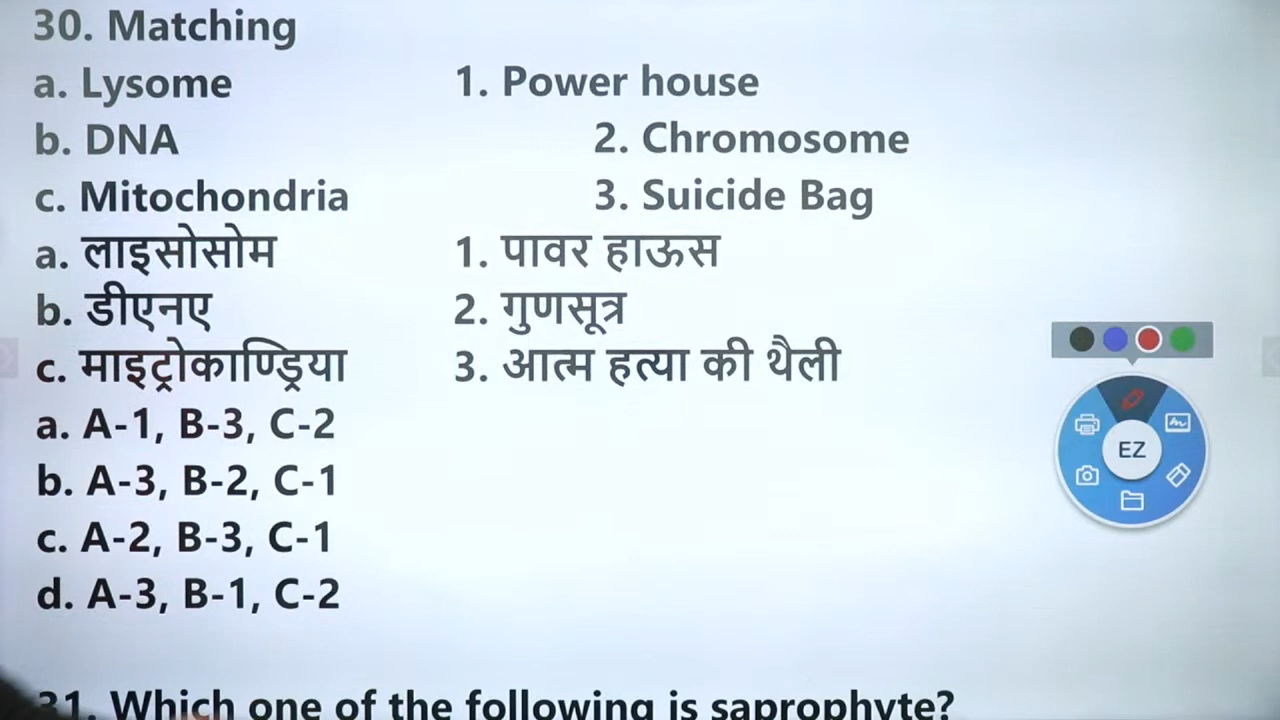 30. Matching
a. Lysome 1. Power house
b. DNA 2. Chromosome
c. Mitochondria 3. Suicide Bag
a. लाइसोसोम 1. पावर हाऊस
b. डीएनए 2. गुणसूत्र
c. माइट्रोकाण्ड्रिया 3. आत्म हत्या की थैली
a. A-1, B-3, C-2
b. A-3, B-2, C-1
c. A-2, B-3, C-1
d. A-3, B-1, C-2
EZ
31. Which one of the following is saprophyte?